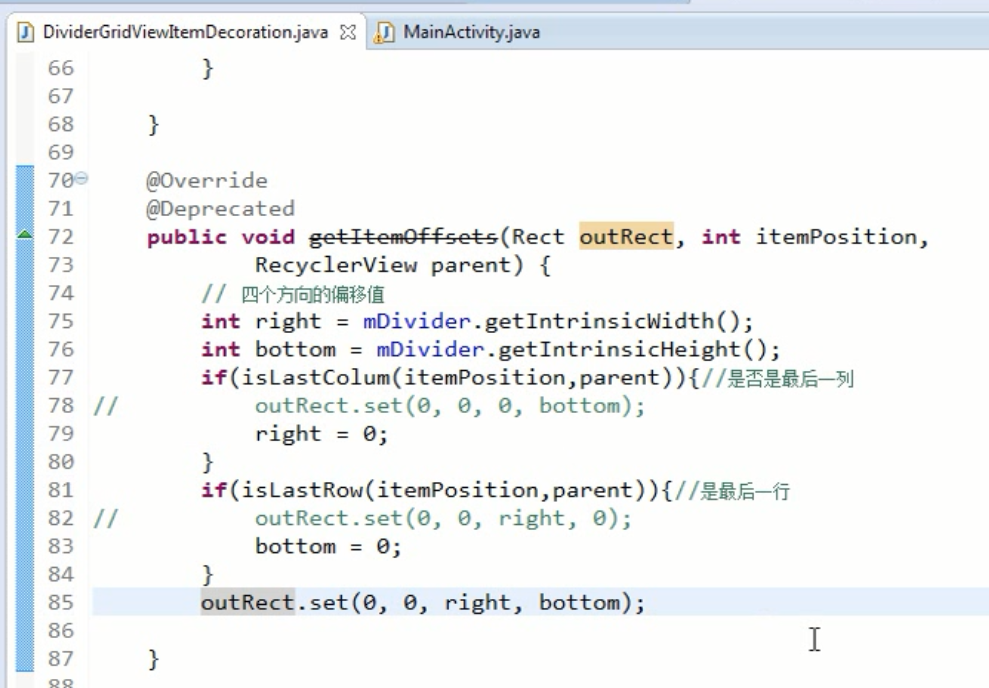 DividerGridViewItemDecoration.java MainActivity.java
66 }
67
68 }
69
70 @Override
71 @Deprecated
72 public void getItemOffsets(Rect outRect, int itemPosition,
73 RecyclerView parent) {
74 // 四个方向的偏移值
75 int right = mDivider.getIntrinsicWidth();
76 int bottom = mDivider.getIntrinsicHeight();
77 if(isLastColum(itemPosition,parent)){//是否是最后一列
78 // outRect.set(0, 0, 0, bottom);
79 right = 0;
80 }
81 if(isLastRow(itemPosition,parent)){//是最后一行
82 // outRect.set(0, 0, right, 0);
83 bottom = 0;
84 }
85 outRect.set(0, 0, right, bottom);
86
87 }
88